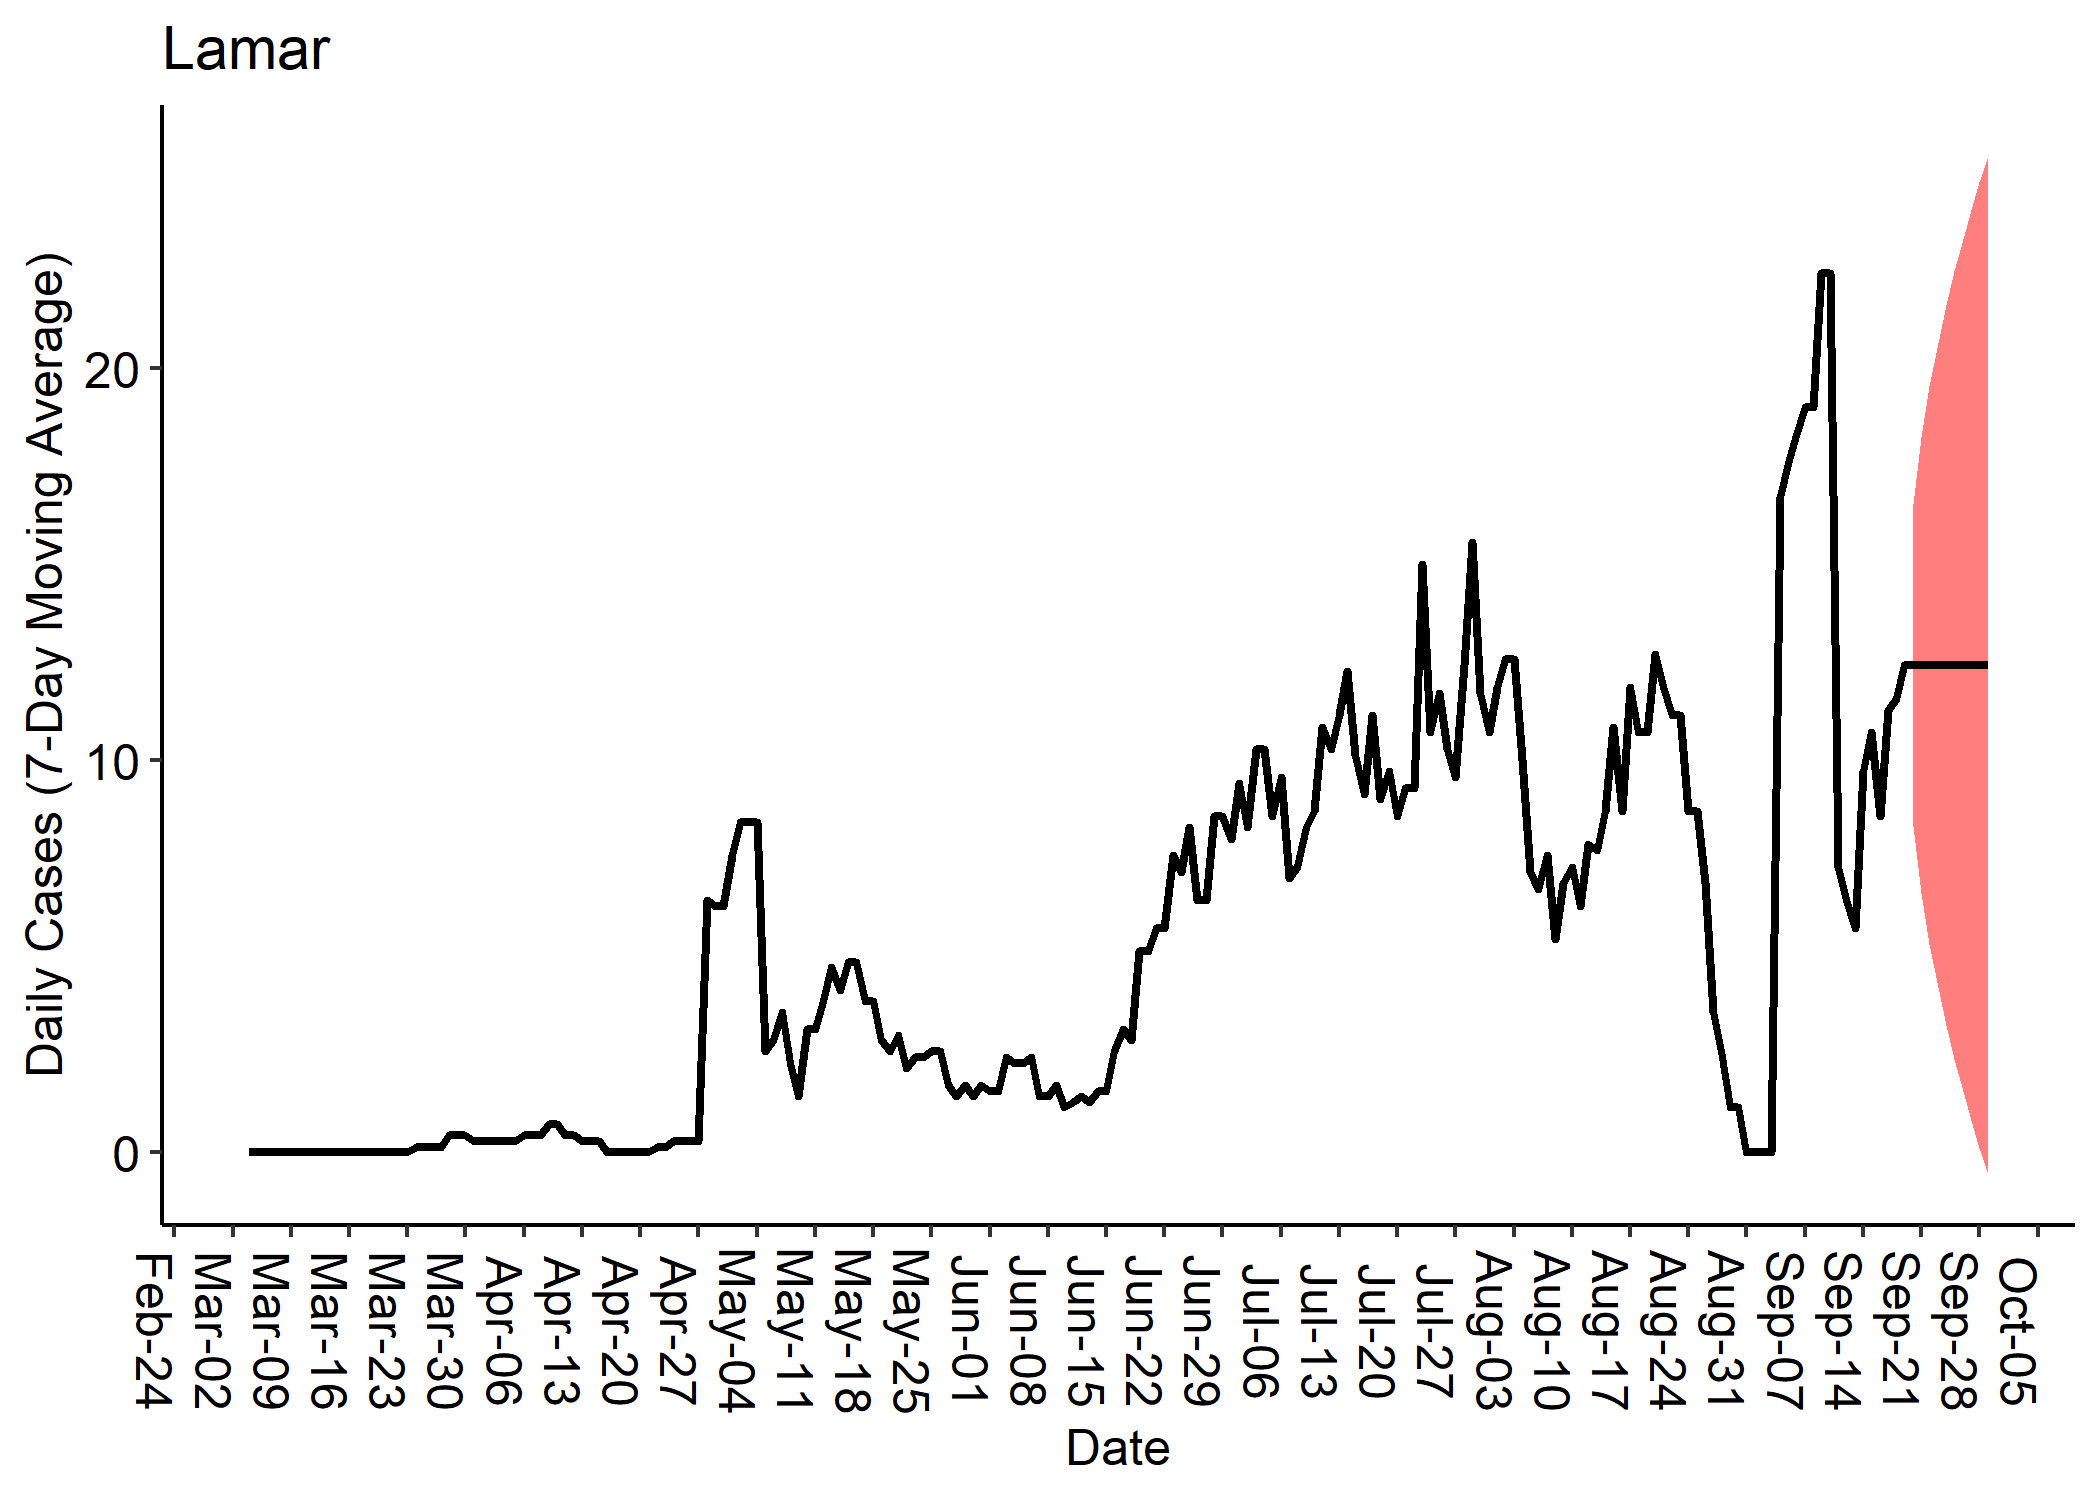 Lamar
Daily Cases (7-Day Moving Average)
20
10
0
Feb-24
Mar-02
Mar-09
Mar-16
Mar-23
Mar-30
Apr-06
Apr-13
Apr-20
Apr-27
May-04
May-11
May-18
May-25
Jun-01
Jun-08
Jun-15
Jun-22
Jun-29
Jul-06
Jul-13
Jul-20
Jul-27
Aug-03
Aug-10
Aug-17
Aug-24
Aug-31
Sep-07
Sep-14
Sep-21
Sep-28
Oct-05
Date